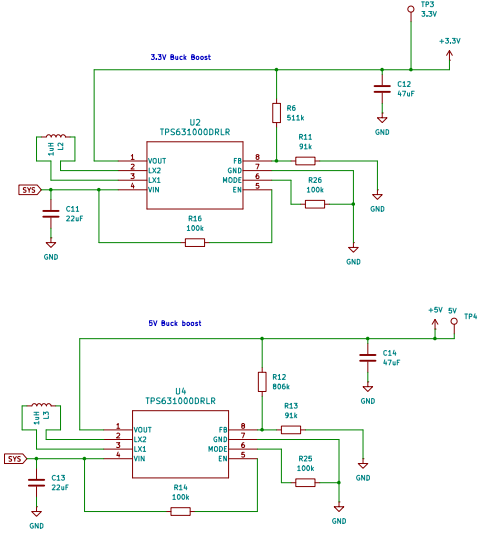 TP3
3.3V
+3.3V
3.3V Buck Boost
C12
47uF
GND
R6
511k
U2
TPS631000DRLR
R11
91k
1uH
L2
1 VOUT FB 8
2 LX2 GND 7
3 LX1 MODE 6
4 VIN EN 5
R26
100k
SYS
C11
22uF
GND
R16
100k
GND
GND
5V Buck boost
+5V
5V
TP4
C14
47uF
GND
R12
806k
U4
TPS631000DRLR
R13
91k
1uH
L3
1 VOUT FB 8
2 LX2 GND 7
3 LX1 MODE 6
4 VIN EN 5
R25
100k
SYS
C13
22uF
GND
R14
100k
GND
GND